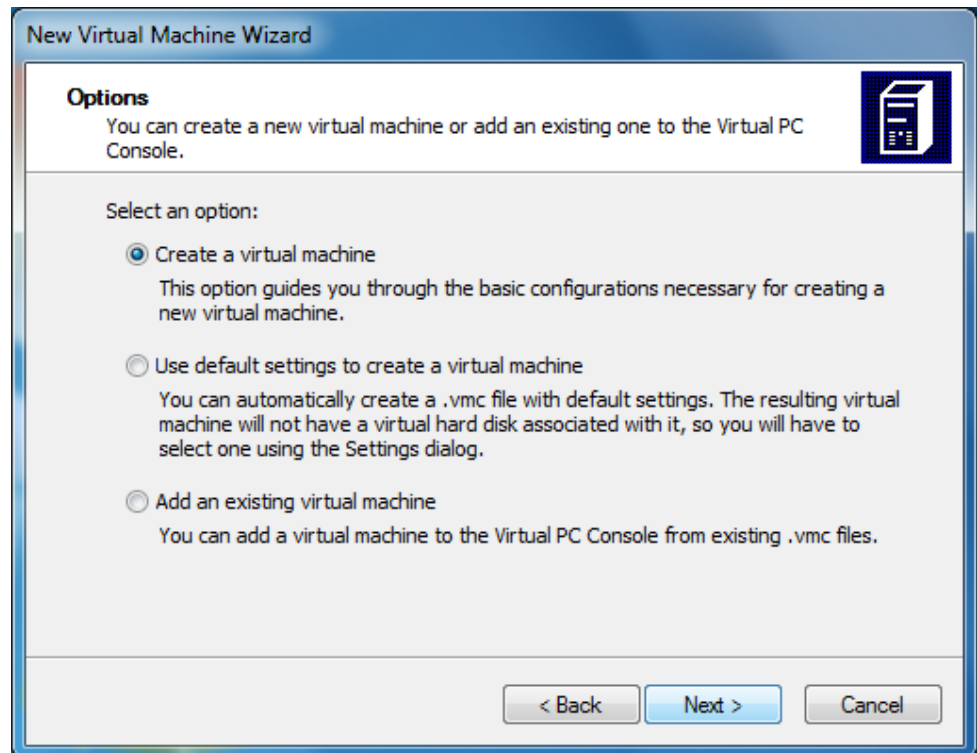 New Virtual Machine Wizard
Options
You can create a new virtual machine or add an existing one to the Virtual PC
Console.
Select an option:
Create a virtual machine
This option guides you through the basic configurations necessary for creating a
new virtual machine.
Use default settings to create a virtual machine
You can automatically create a .vmc file with default settings. The resulting virtual
machine will not have a virtual hard disk associated with it, so you will have to
select one using the Settings dialog.
Add an existing virtual machine
You can add a virtual machine to the Virtual PC Console from existing .vmc files.
< Back Next > Cancel